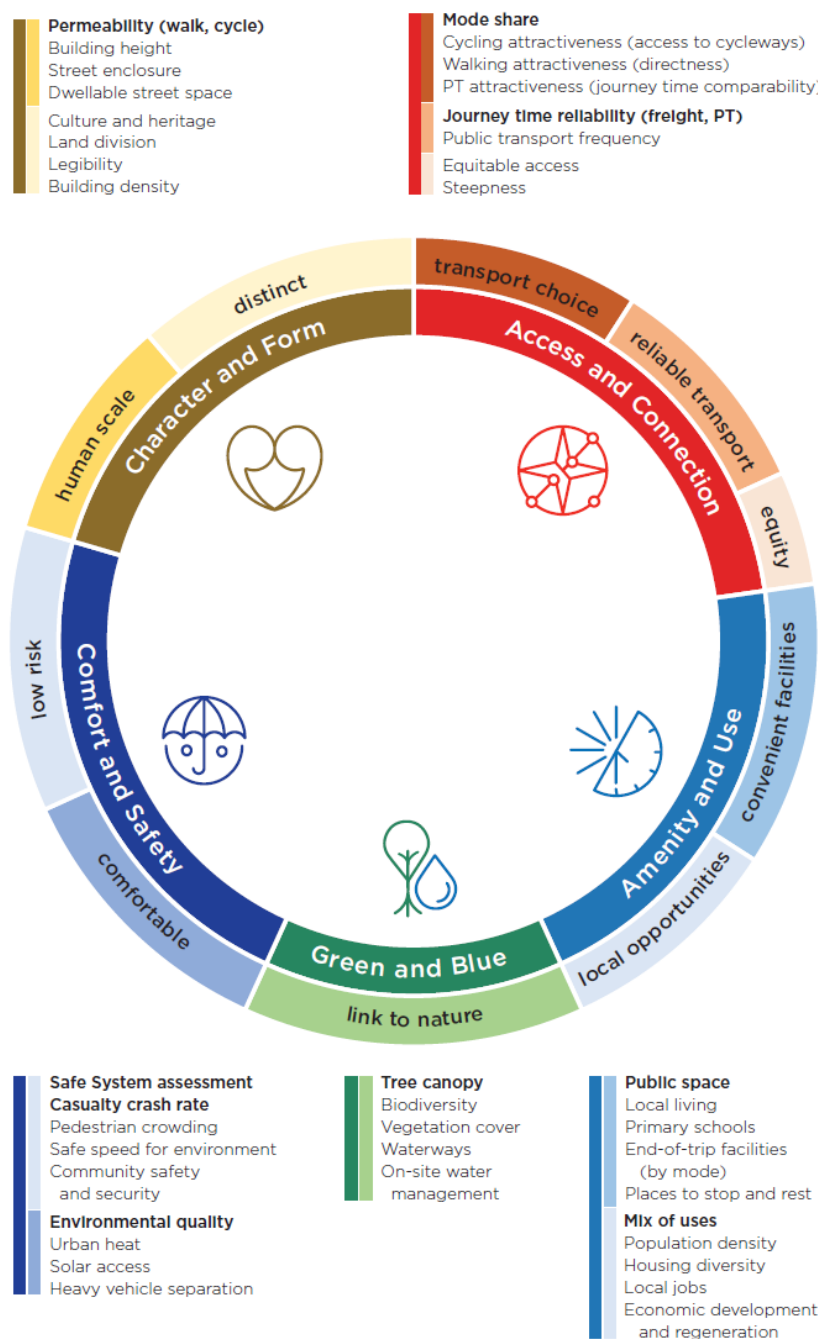 Permeability (walk, cycle)
Building height
Street enclosure
Dwellable street space
Culture and heritage
Land division
Legibility
Building density
Mode share
Cycling attractiveness (access to cycleways)
Walking attractiveness (directness)
PT attractiveness (journey time comparability)
Journey time reliability (freight, PT)
Public transport frequency
Equitable access
Steepness
distinct
transport choice
human scale
Character and Form
Access and Connection
reliable transport
equity
low risk
Comfort and Safety
Amenity and Use
convenient facilities
comfortable
Green and Blue
local opportunities
link to nature
Safe System assessment
Casualty crash rate
Pedestrian crowding
Safe speed for environment
Community safety
and security
Environmental quality
Urban heat
Solar access
Heavy vehicle separation
Tree canopy
Biodiversity
Vegetation cover
Waterways
On-site water
management
Public space
Local living
Primary schools
End-of-trip facilities
(by mode)
Places to stop and rest
Mix of uses
Population density
Housing diversity
Local jobs
Economic development
and regeneration